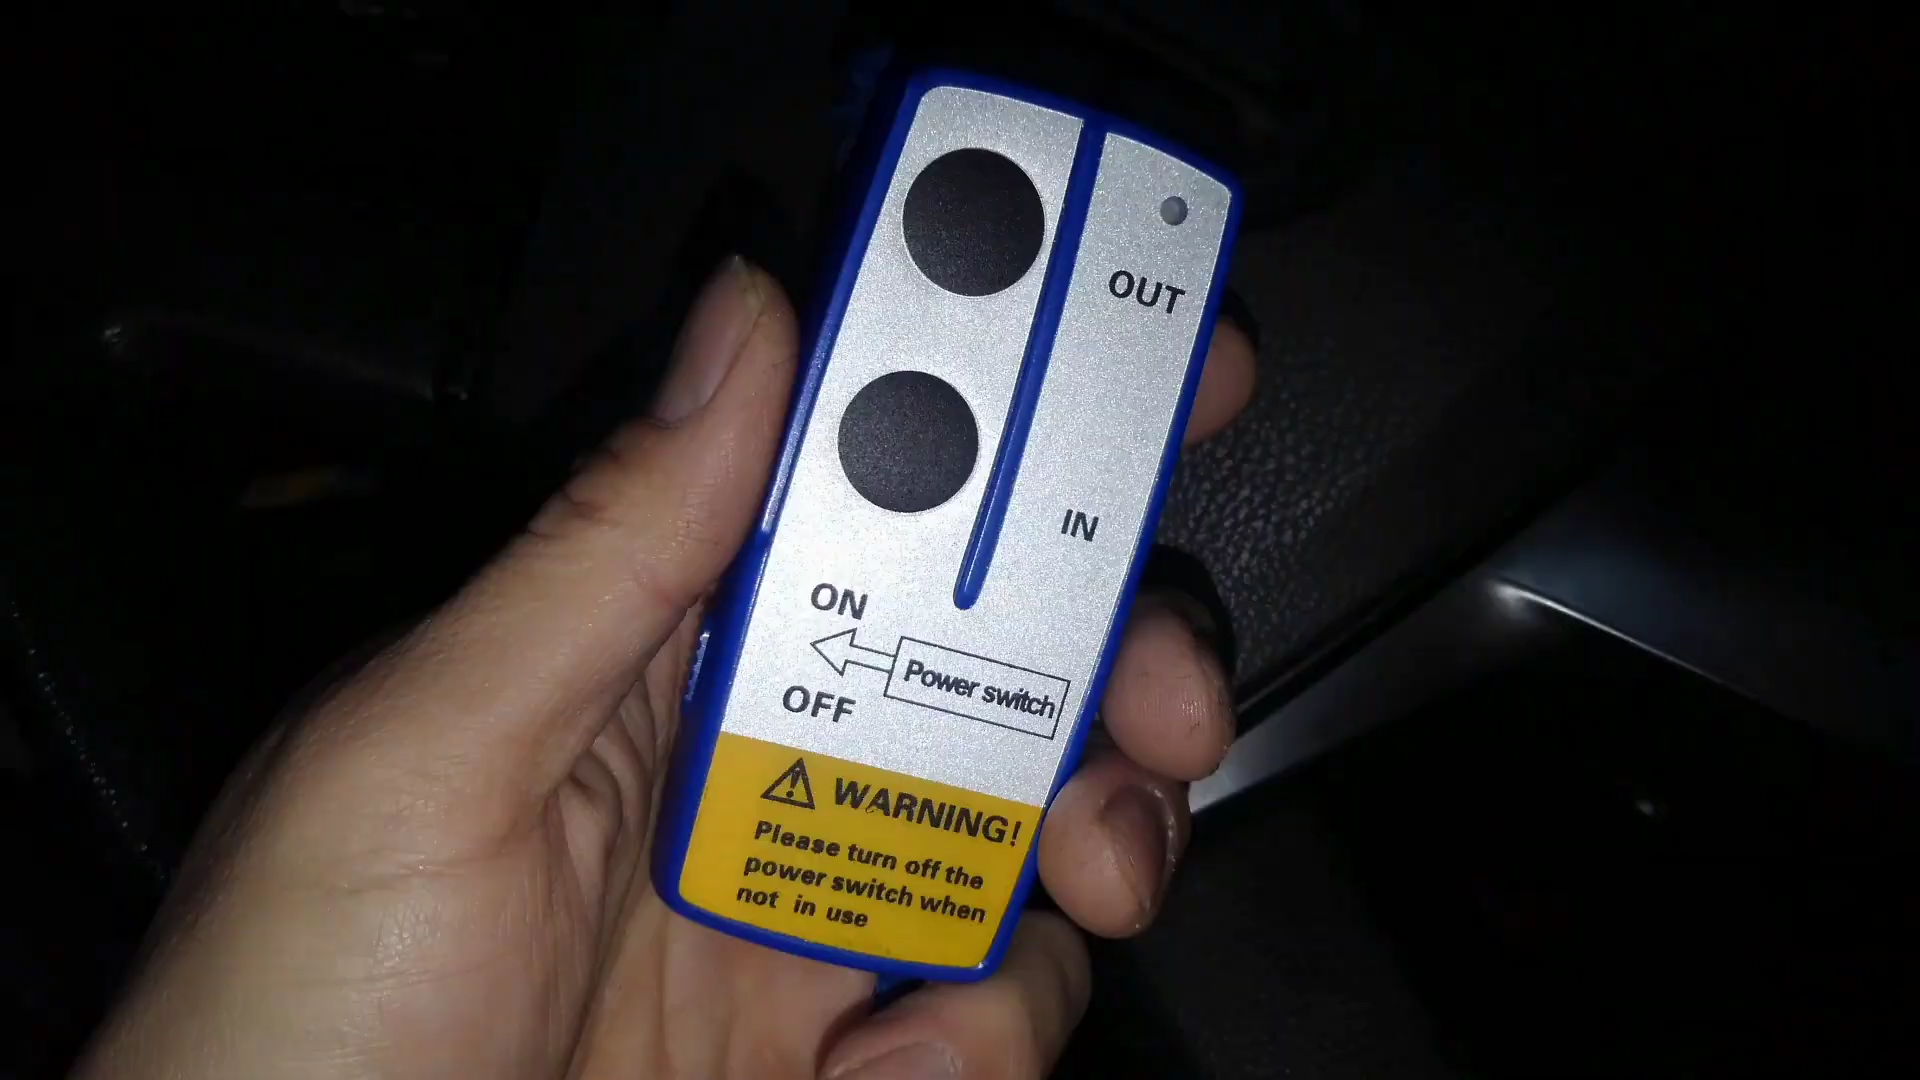 OUT
IN
ON
Power switch
OFF
WARNING!
Please turn off the
power switch when
not in use